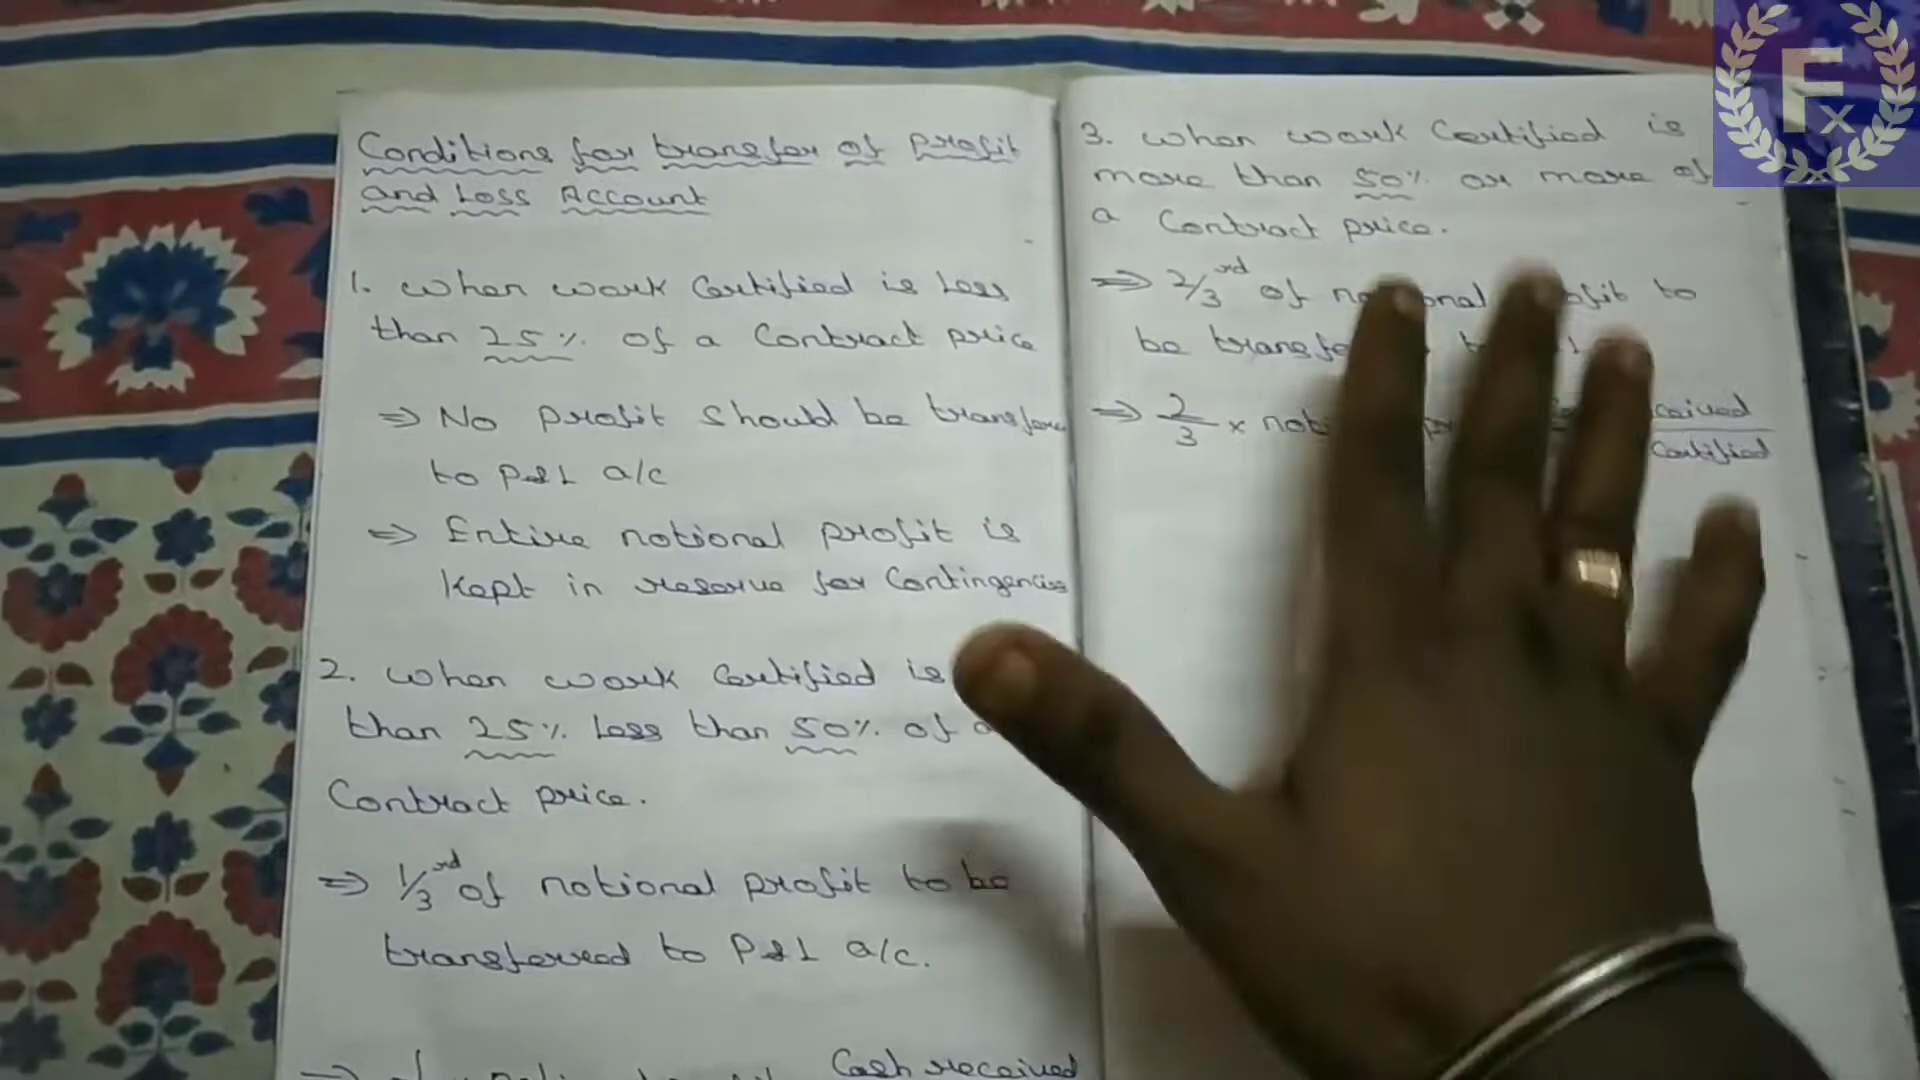 Conditions for transfer of profit
and Loss Account
1. When work Certified is Less
than 25% of a Contract price
⇒ No profit should be transfere
to P&L a/c
⇒ Entire notional profit is
kept in reserve for Contingencies
2. When work Certified is
than 25% Less than 50% of a
Contract price.
⇒ 1/3rd of notional profit to be
transferred to P&L a/c.
Cash received
3. When work Certified is
more than 50% or more of
a Contract price.
⇒ 2/3rd of to
be
⇒ 2/3 ×
Certified
Fx